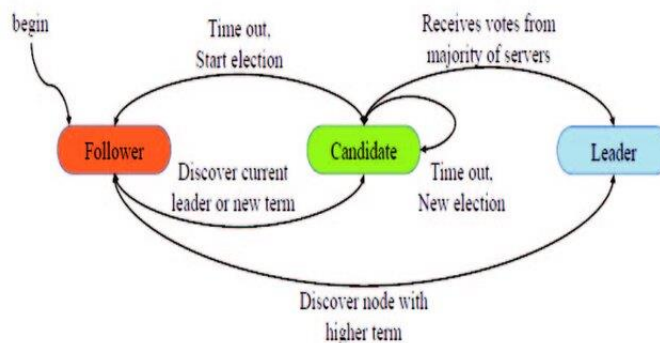 begin
Time out,
Start election
Receives votes from
majority of servers
Follower
Candidate
Leader
Discover current
leader or new term
Time out,
New election
Discover node with
higher term